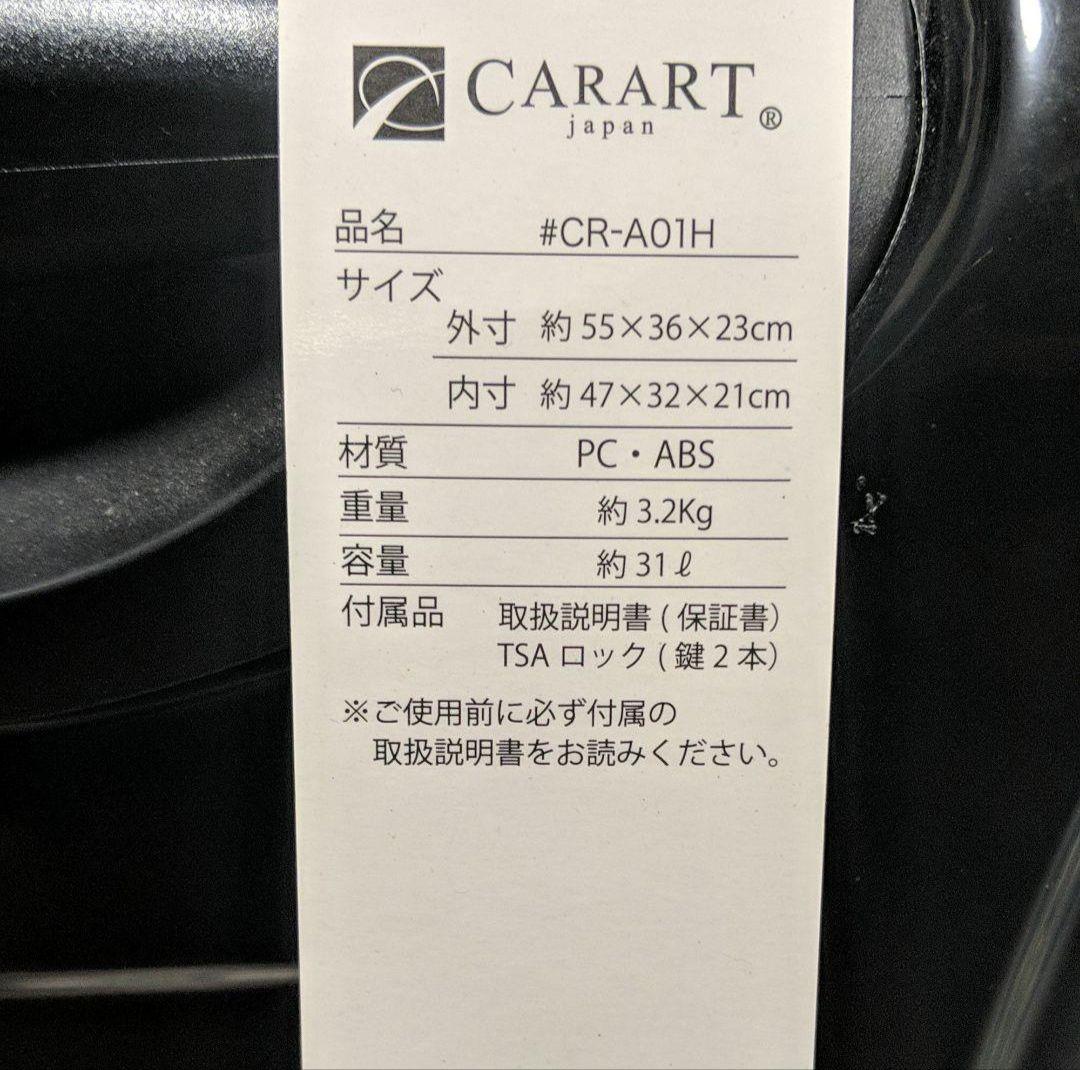 CARART®
japan
品名 #CR-A01H
サイズ
外寸 約 55×36×23cm
内寸 約 47×32×21cm
材質 PC・ABS
重量 約 3.2Kg
容量 約 31ℓ
付属品 取扱説明書 (保証書)
TSA ロック (鍵 2 本)
※ご使用前に必ず付属の
取扱説明書をお読みください。